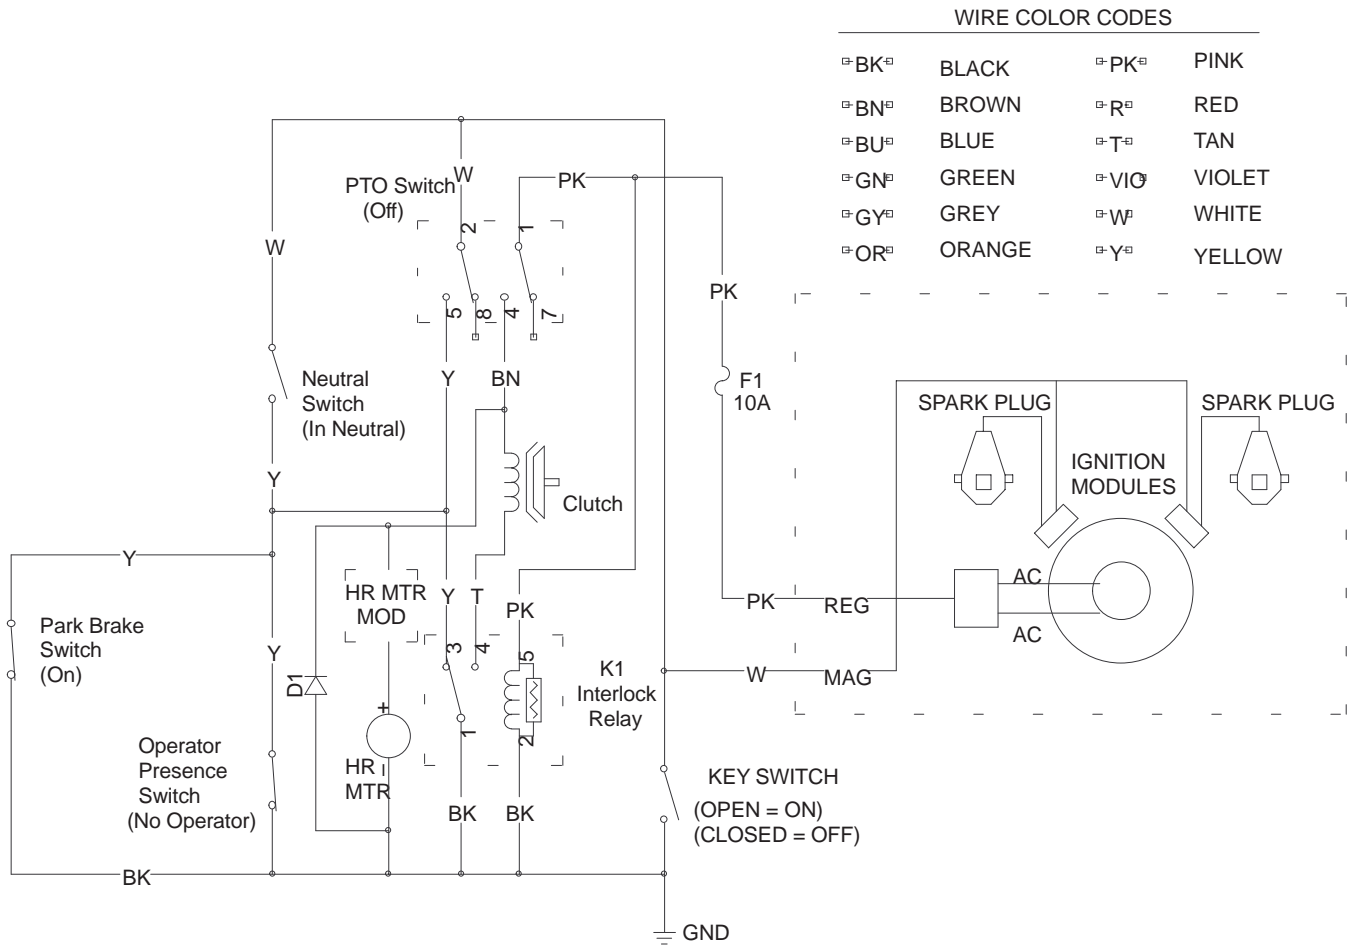 WIRE COLOR CODES
BK BLACK PK PINK
BN BROWN R RED
BU BLUE T TAN
GN GREEN VIO VIOLET
GY GREY W WHITE
OR ORANGE Y YELLOW
W
PTO Switch
(Off)
PK
2
1
W
5
8
4
7
PK
Neutral
Switch
(In Neutral)
Y
BN
F1
10A
SPARK PLUG
SPARK PLUG
IGNITION
MODULES
Y
Clutch
Y
HR MTR
MOD
Y
T
PK
AC
AC
PK
REG
Park Brake
Switch
(On)
Y
3
4
5
K1
Interlock
Relay
W
MAG
D1
+
1
2
Operator
Presence
Switch
(No Operator)
HR
MTR
KEY SWITCH
(OPEN = ON)
(CLOSED = OFF)
BK
BK
BK
GND